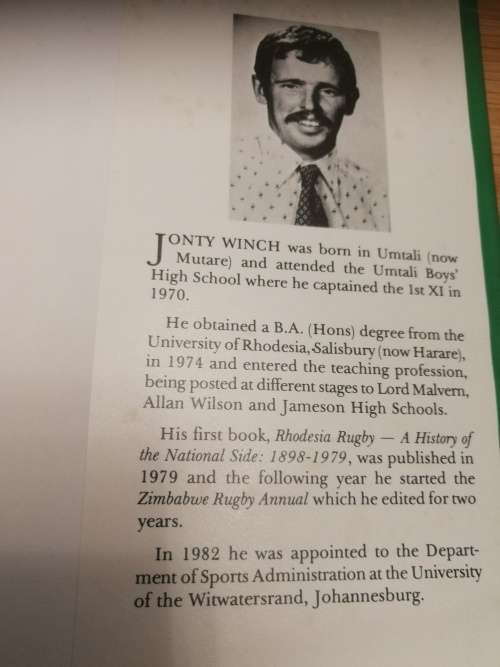 JONTY WINCH was born in Umtali (now
Mutare) and attended the Umtali Boys'
High School where he captained the 1st XI in
1970.
He obtained a B.A. (Hons) degree from the
University of Rhodesia, Salisbury (now Harare),
in 1974 and entered the teaching profession,
being posted at different stages to Lord Malvern,
Allan Wilson and Jameson High Schools.
His first book, Rhodesia Rugby — A History of
the National Side: 1898-1979, was published in
1979 and the following year he started the
Zimbabwe Rugby Annual which he edited for two
years.
In 1982 he was appointed to the Depart-
ment of Sports Administration at the University
of the Witwatersrand, Johannesburg.